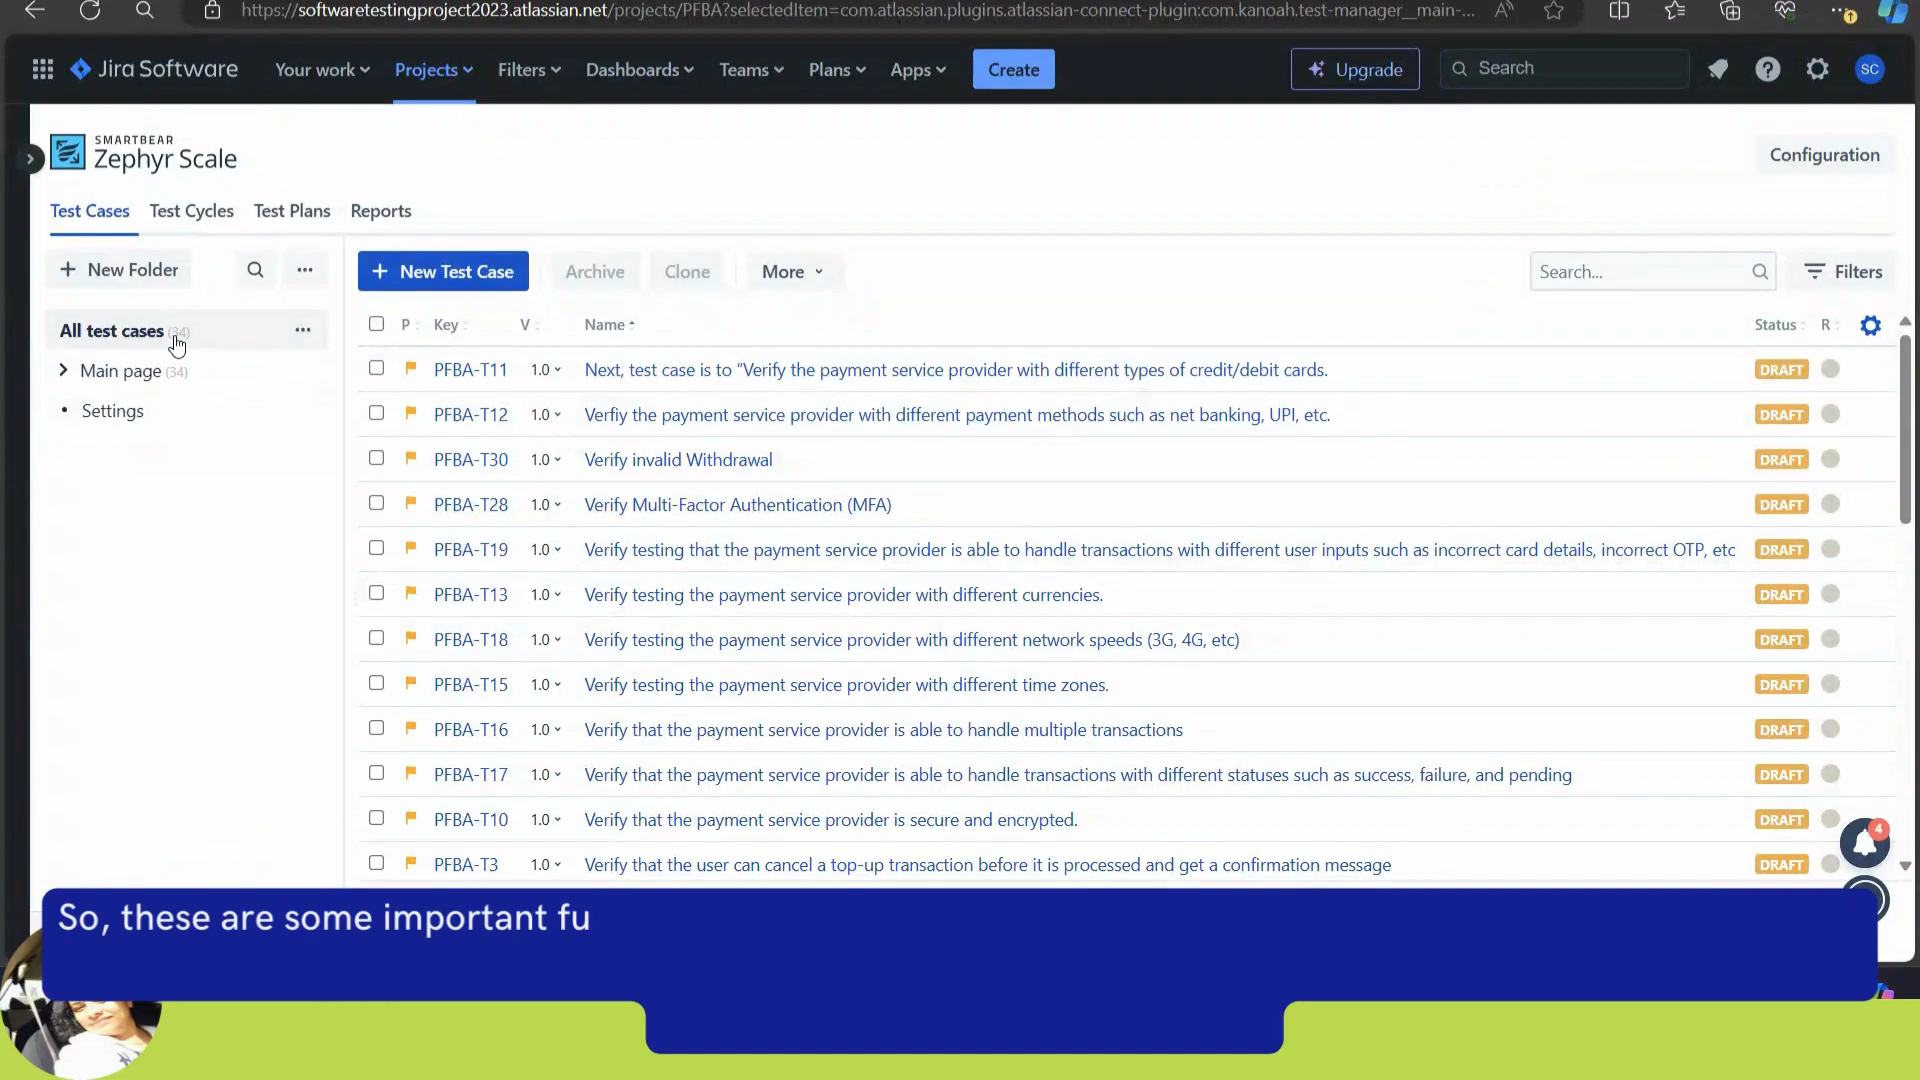 https://softwaretestingproject2023.atlassian.net/projects/PFBA?selectedItem=com.atlassian.plugins.atlassian-connect-plugin:com.kanoah.test-manager__main-...
Jira Software Your work Projects Filters Dashboards Teams Plans Apps Create Upgrade Search SC
SMARTBEAR
Zephyr Scale
Configuration
Test Cases Test Cycles Test Plans Reports
+ New Folder ... + New Test Case Archive Clone More Search... Filters
P Key V Name Status R
All test cases (34) ...
Main page (34)
• Settings
PFBA-T11 1.0 Next, test case is to “Verify the payment service provider with different types of credit/debit cards. DRAFT
PFBA-T12 1.0 Verfiy the payment service provider with different payment methods such as net banking, UPI, etc. DRAFT
PFBA-T30 1.0 Verify invalid Withdrawal DRAFT
PFBA-T28 1.0 Verify Multi-Factor Authentication (MFA) DRAFT
PFBA-T19 1.0 Verify testing that the payment service provider is able to handle transactions with different user inputs such as incorrect card details, incorrect OTP, etc DRAFT
PFBA-T13 1.0 Verify testing the payment service provider with different currencies. DRAFT
PFBA-T18 1.0 Verify testing the payment service provider with different network speeds (3G, 4G, etc) DRAFT
PFBA-T15 1.0 Verify testing the payment service provider with different time zones. DRAFT
PFBA-T16 1.0 Verify that the payment service provider is able to handle multiple transactions DRAFT
PFBA-T17 1.0 Verify that the payment service provider is able to handle transactions with different statuses such as success, failure, and pending DRAFT
PFBA-T10 1.0 Verify that the payment service provider is secure and encrypted. DRAFT
4
PFBA-T3 1.0 Verify that the user can cancel a top-up transaction before it is processed and get a confirmation message DRAFT
So, these are some important fu